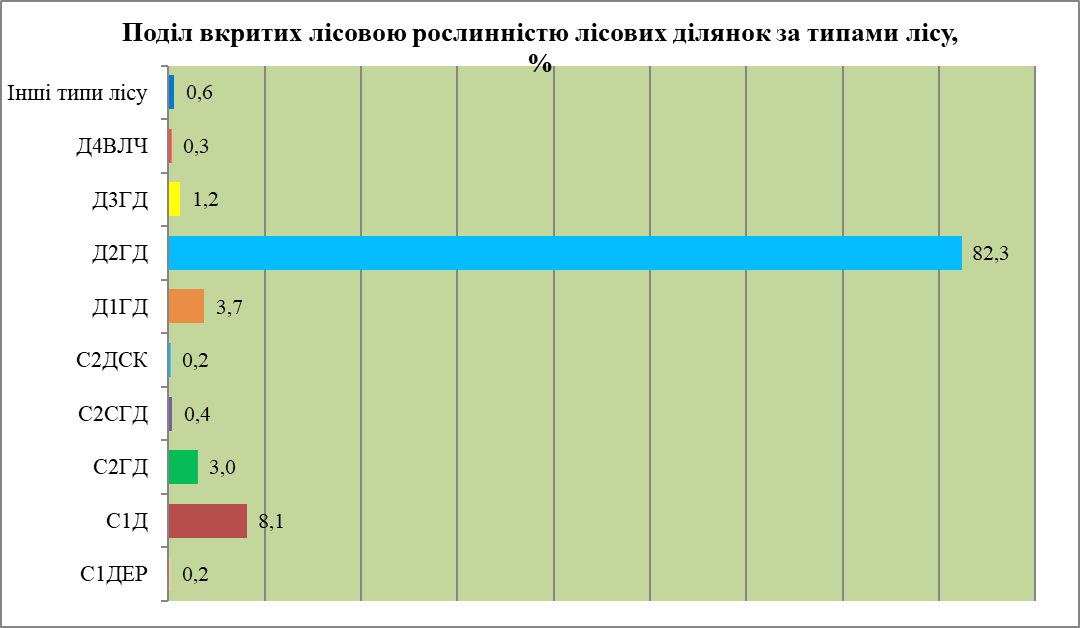 Поділ вкритих лісовою рослинністю лісових ділянок за типами лісу,
%
Інші типи лісу 0,6
Д4ВЛЧ 0,3
Д3ГД 1,2
Д2ГД 82,3
Д1ГД 3,7
С2ДСК 0,2
С2СГД 0,4
С2ГД 3,0
С1Д 8,1
С1ДЕР 0,2